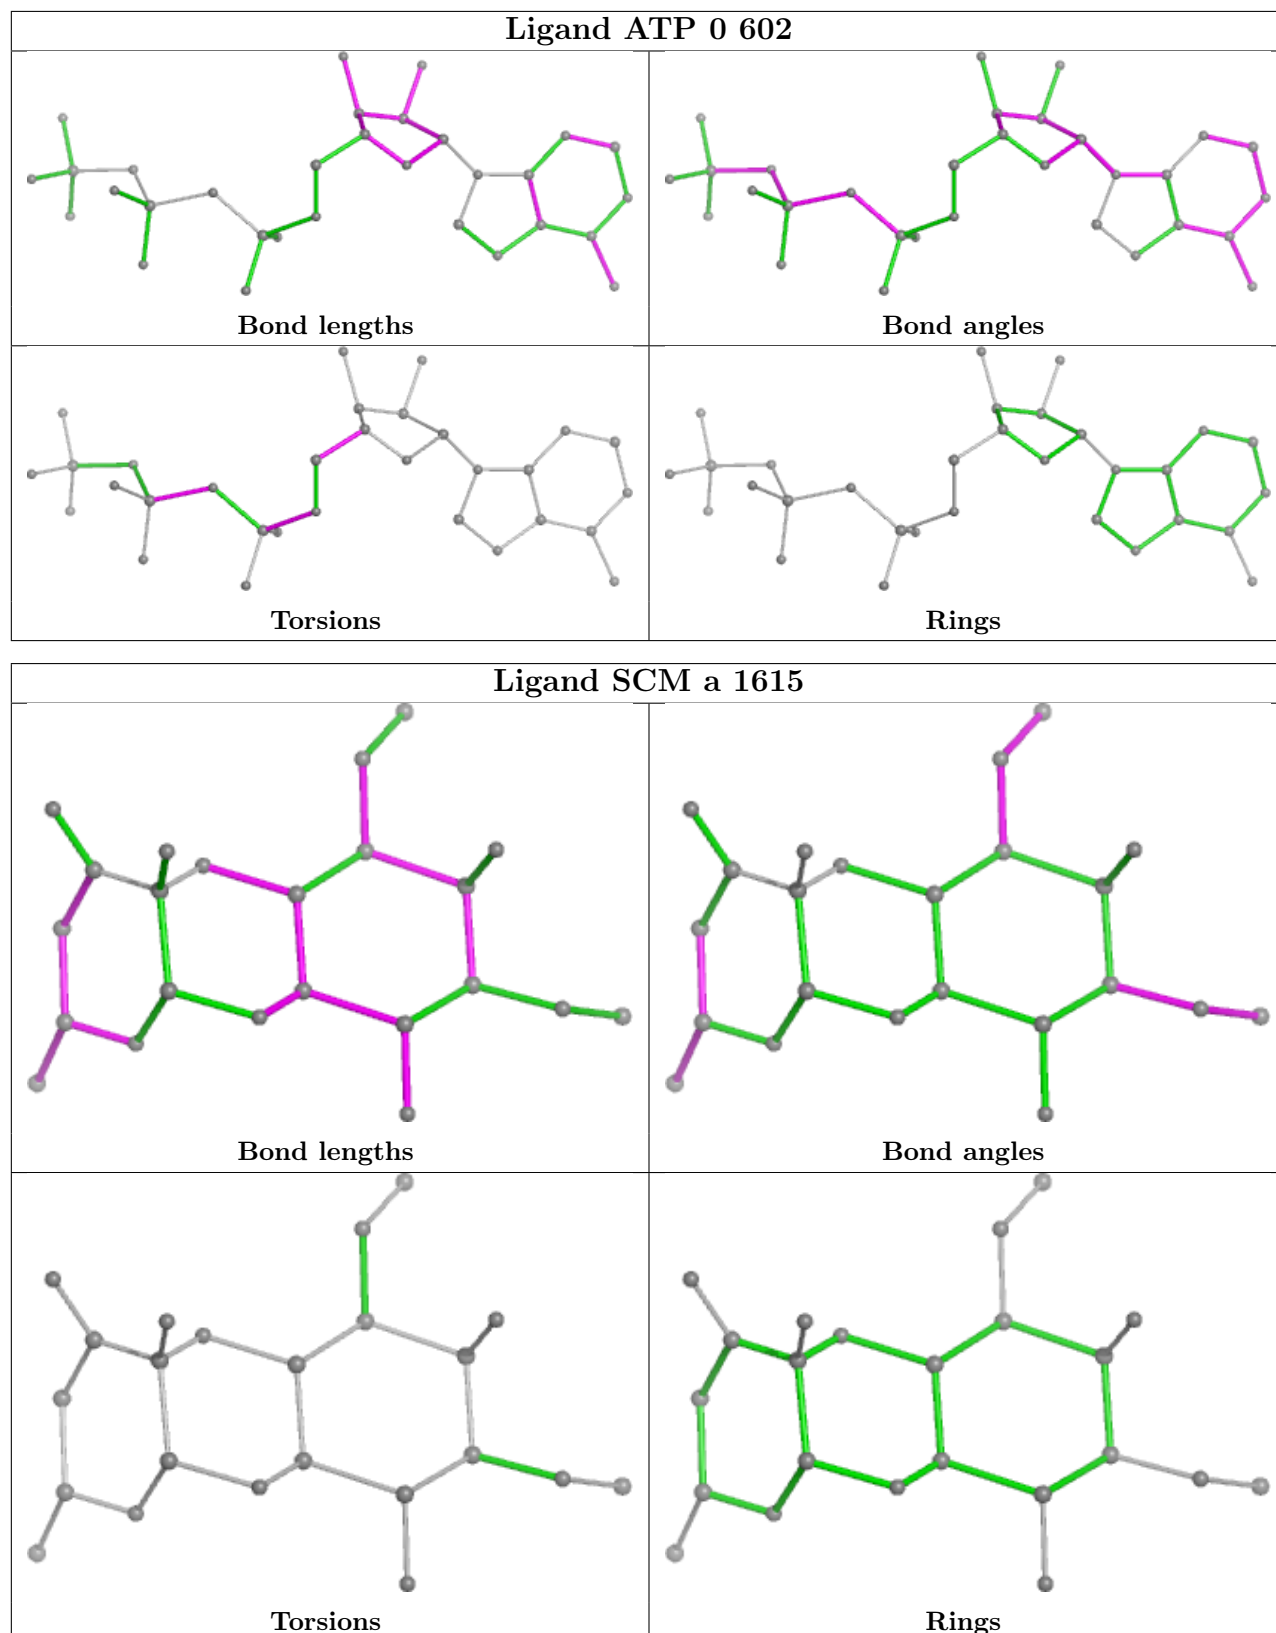 Ligand ATP 0 602
Bond lengths
Bond angles
Torsions
Rings
Ligand SCM a 1615
Bond lengths
Bond angles
Torsions
Rings